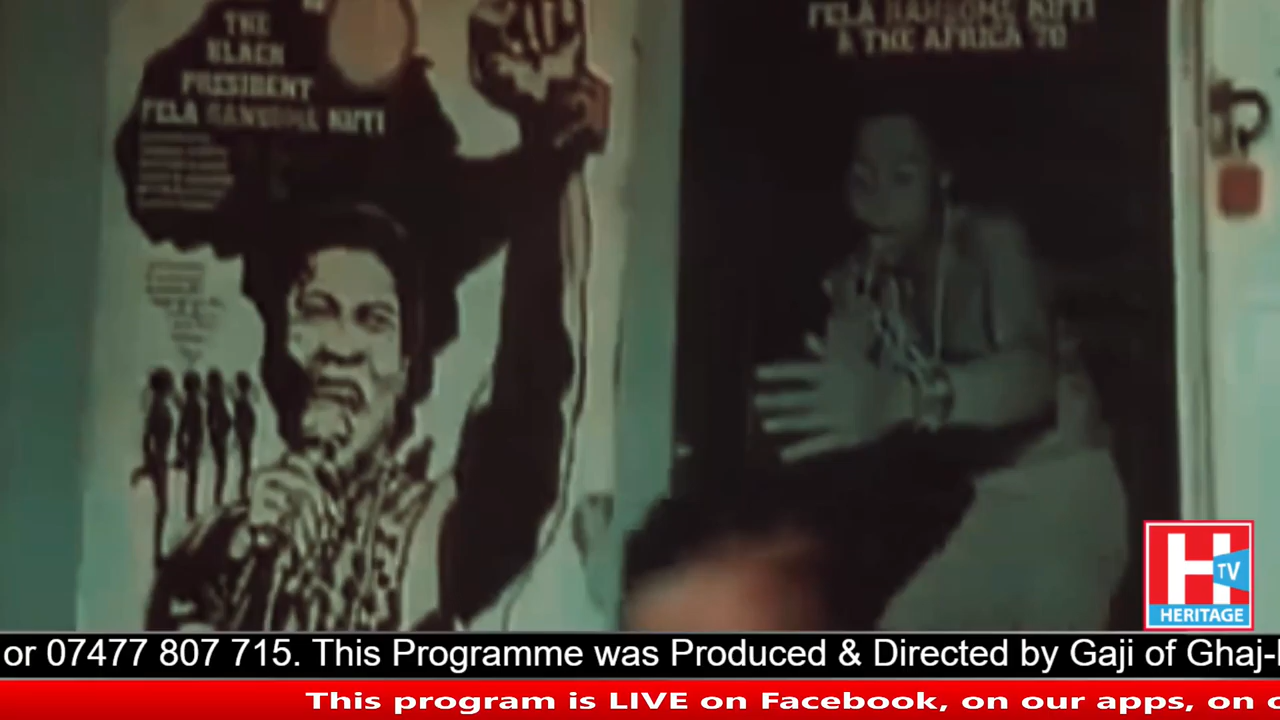 THE
BLACK
PRESIDENT
FELA RANSOME KUTI
FELA RANSOME KUTI
& THE AFRICA 70
H
TV
HERITAGE
or 07477 807 715. This Programme was Produced & Directed by Gaji of Ghaj-
This program is LIVE on Facebook, on our apps, on